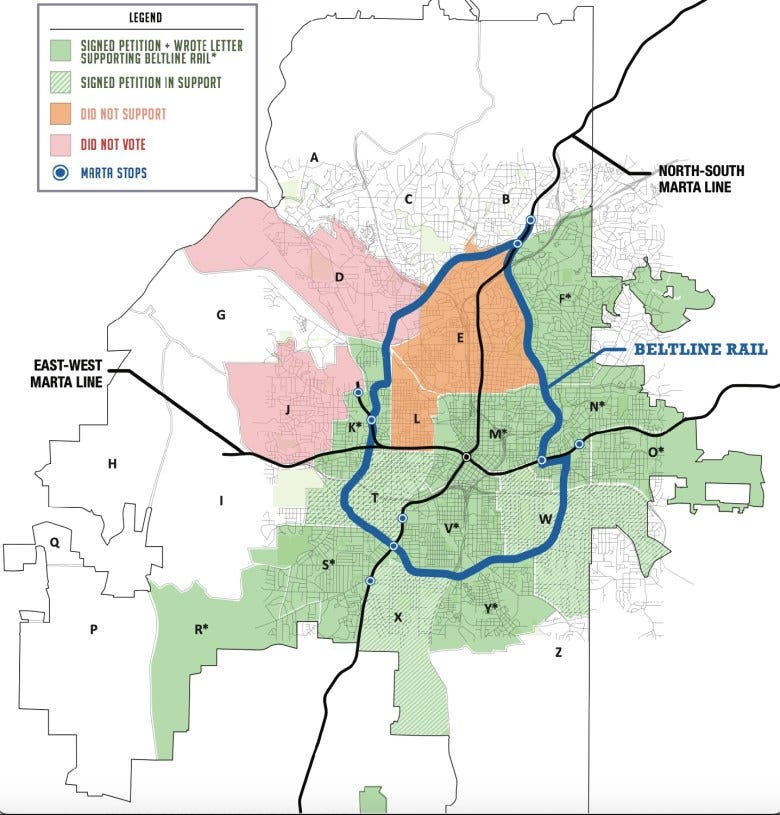 LEGEND
SIGNED PETITION + WROTE LETTER
SUPPORTING BELTLINE RAIL*
SIGNED PETITION IN SUPPORT
DID NOT SUPPORT
DID NOT VOTE
MARTA STOPS
A
C
B
NORTH-SOUTH
MARTA LINE
D
F*
G
E
BELTLINE RAIL
EAST-WEST
MARTA LINE
J
K*
L
M*
N*
O*
H
I
T
V*
W
Q
S*
P
R*
X
Y*
Z